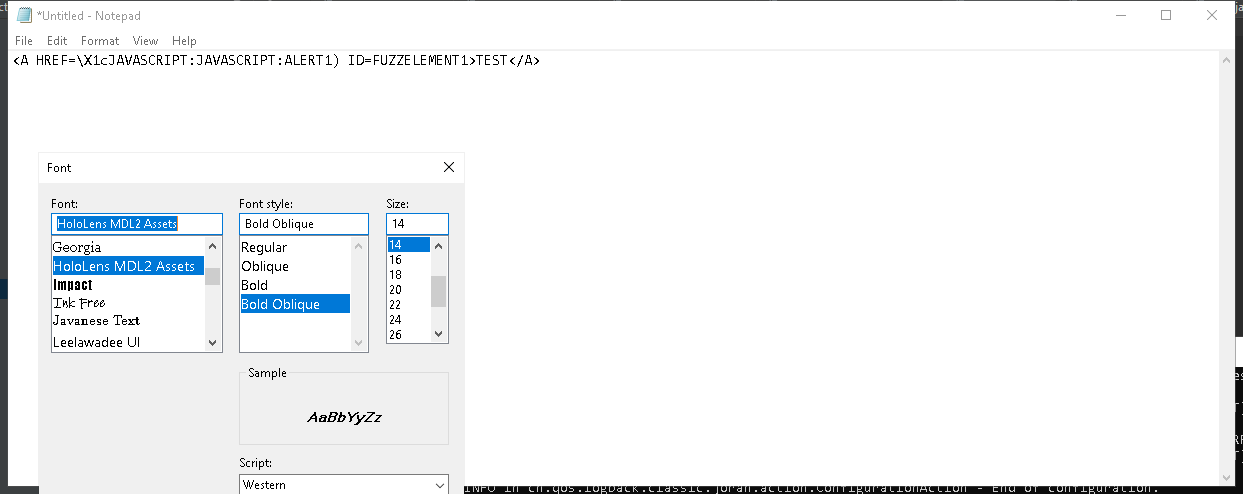 *Untitled - Notepad
File Edit Format View Help
<A HREF=\X1cJAVASCRIPT:JAVASCRIPT:ALERT1) ID=FUZZELEMENT1>TEST</A>
Font
Font: Font style: Size:
HoloLens MDL2 Assets Bold Oblique 14
Georgia Regular 14
HoloLens MDL2 Assets Oblique 16
Impact Bold 18
Ink Free Bold Oblique 20
Javanese Text 22
Leelawadee UI 24
26
Sample
AaBbYyZz
Script:
Western
INFO in ch.qos.logback.classic.joran.action.ConfigurationAction - End of configuration.